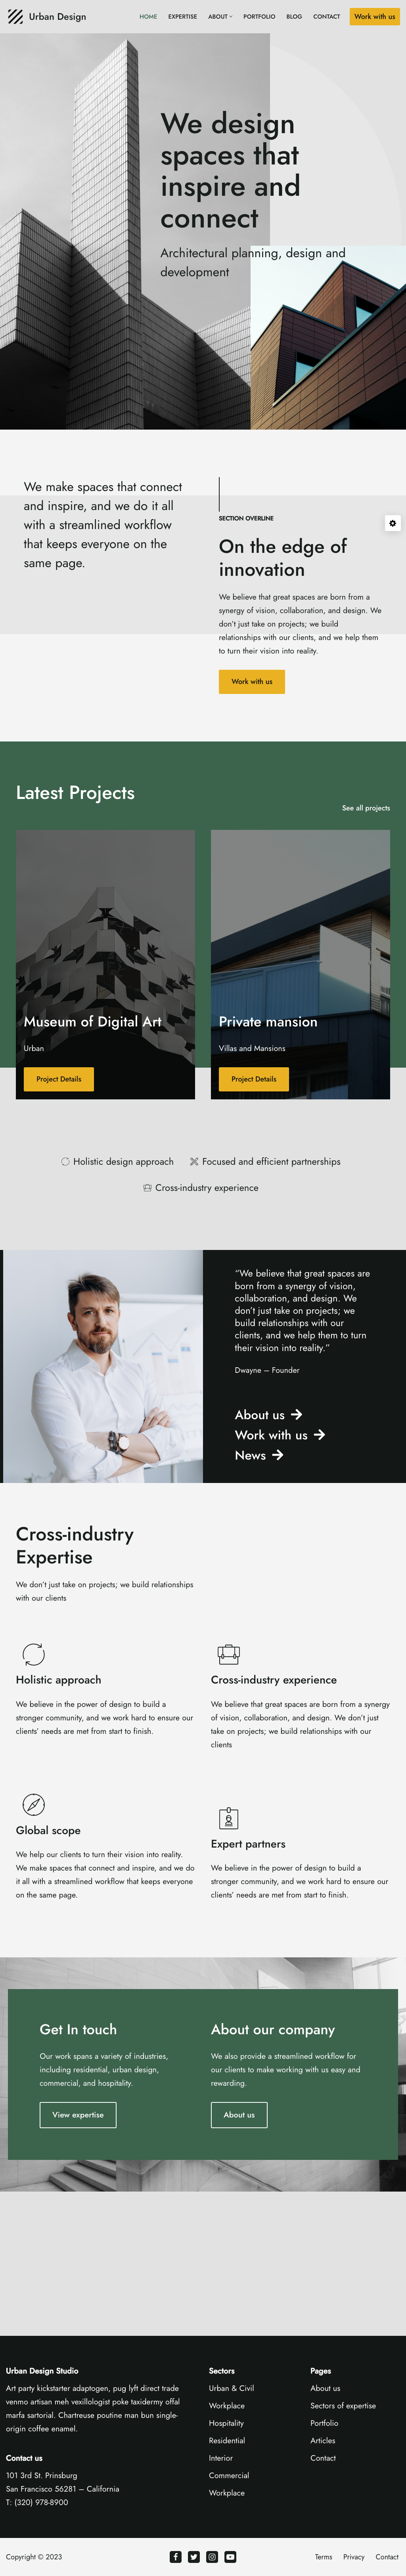 Urban Design
HOME EXPERTISE ABOUT PORTFOLIO BLOG CONTACT Work with us
We design
spaces that
inspire and
connect
Architectural planning, design and
development
We make spaces that connect
and inspire, and we do it all
with a streamlined workflow
that keeps everyone on the
same page.
SECTION OVERLINE
On the edge of
innovation
We believe that great spaces are born from a
synergy of vision, collaboration, and design. We
don't just take on projects; we build
relationships with our clients, and we help them
to turn their vision into reality.
Work with us
Latest Projects
See all projects
Museum of Digital Art
Urban
Project Details
Private mansion
Villas and Mansions
Project Details
Holistic design approach
Focused and efficient partnerships
Cross-industry experience
“We believe that great spaces are
born from a synergy of vision,
collaboration, and design. We
don't just take on projects; we
build relationships with our
clients, and we help them to turn
their vision into reality.”
Dwayne – Founder
About us
Work with us
News
Cross-industry
Expertise
We don't just take on projects; we build relationships
with our clients
Holistic approach
We believe in the power of design to build a
stronger community, and we work hard to ensure our
clients' needs are met from start to finish.
Cross-industry experience
We believe that great spaces are born from a synergy
of vision, collaboration, and design. We don't just
take on projects; we build relationships with our
clients
Global scope
We help our clients to turn their vision into reality.
We make spaces that connect and inspire, and we do
it all with a streamlined workflow that keeps everyone
on the same page.
Expert partners
We believe in the power of design to build a
stronger community, and we work hard to ensure our
clients' needs are met from start to finish.
Get In touch
Our work spans a variety of industries,
including residential, urban design,
commercial, and hospitality.
View expertise
About our company
We also provide a streamlined workflow for
our clients to make working with us easy and
rewarding.
About us
Urban Design Studio
Art party kickstarter adaptogen, pug lyft direct trade
venmo artisan meh vexillologist poke taxidermy offal
marfa sartorial. Chartreuse poutine man bun single-
origin coffee enamel.
Contact us
101 3rd St. Prinsburg
San Francisco 56281 – California
T: (320) 978-8900
Sectors
Urban & Civil
Workplace
Hospitality
Residential
Interior
Commercial
Workplace
Pages
About us
Sectors of expertise
Portfolio
Articles
Contact
Copyright © 2023
Terms Privacy Contact